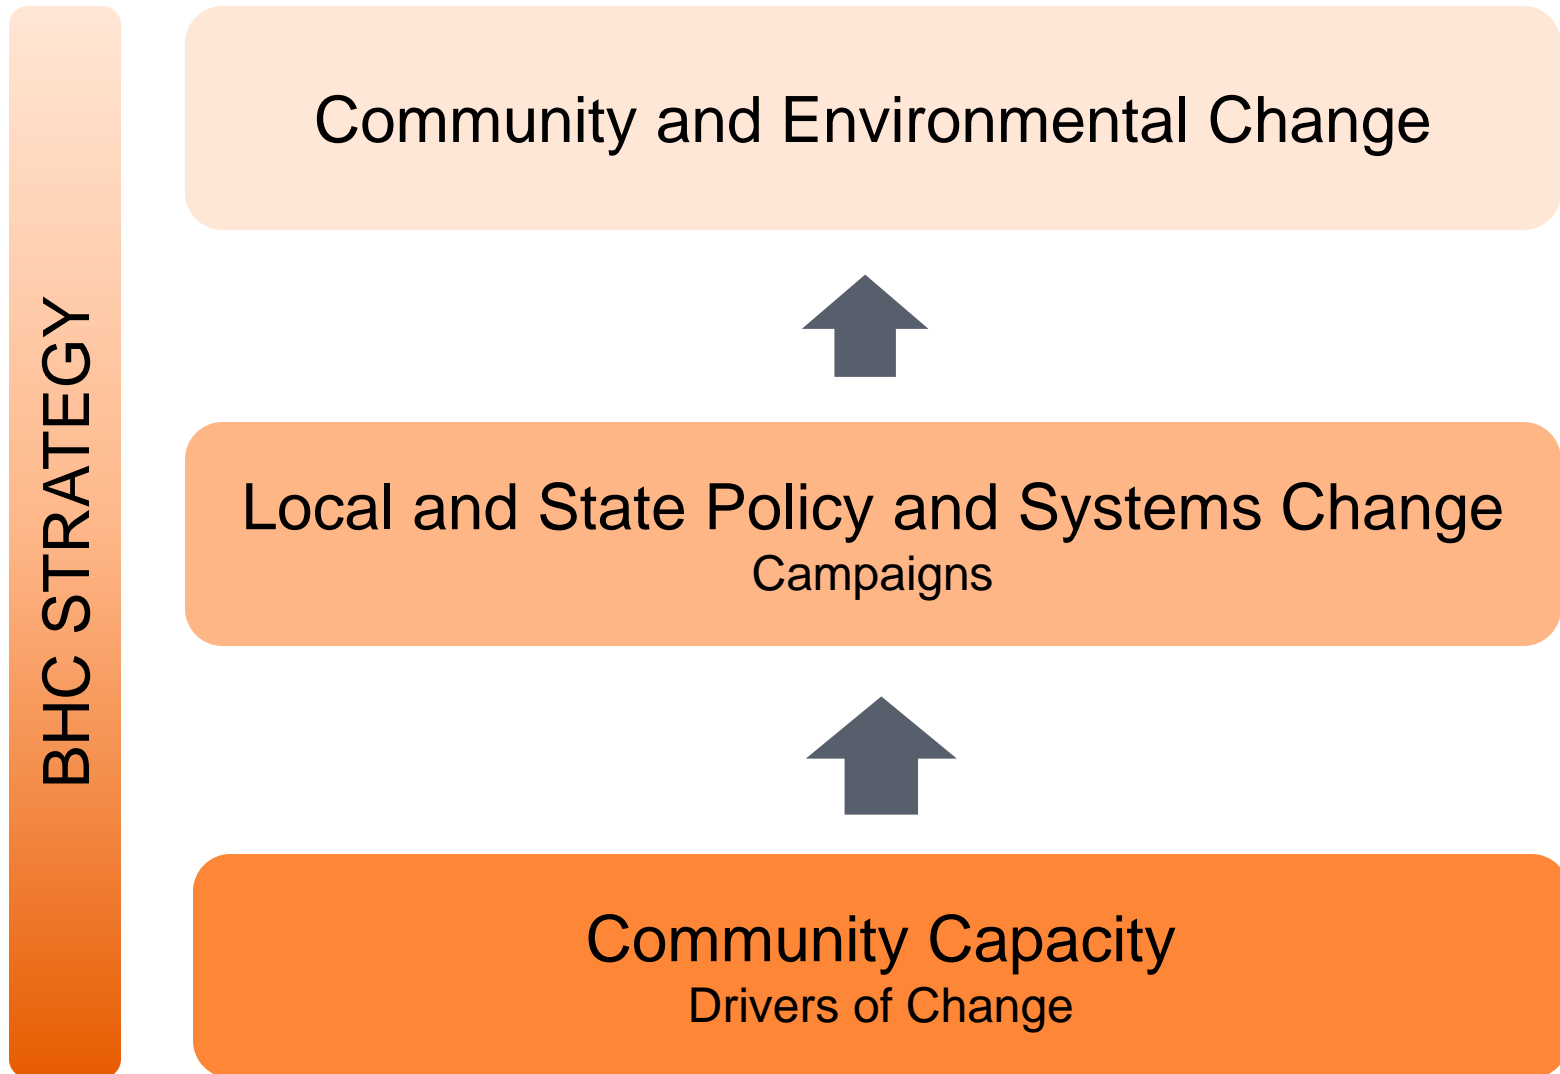 BHC STRATEGY
Community and Environmental Change
Local and State Policy and Systems Change
Campaigns
Community Capacity
Drivers of Change